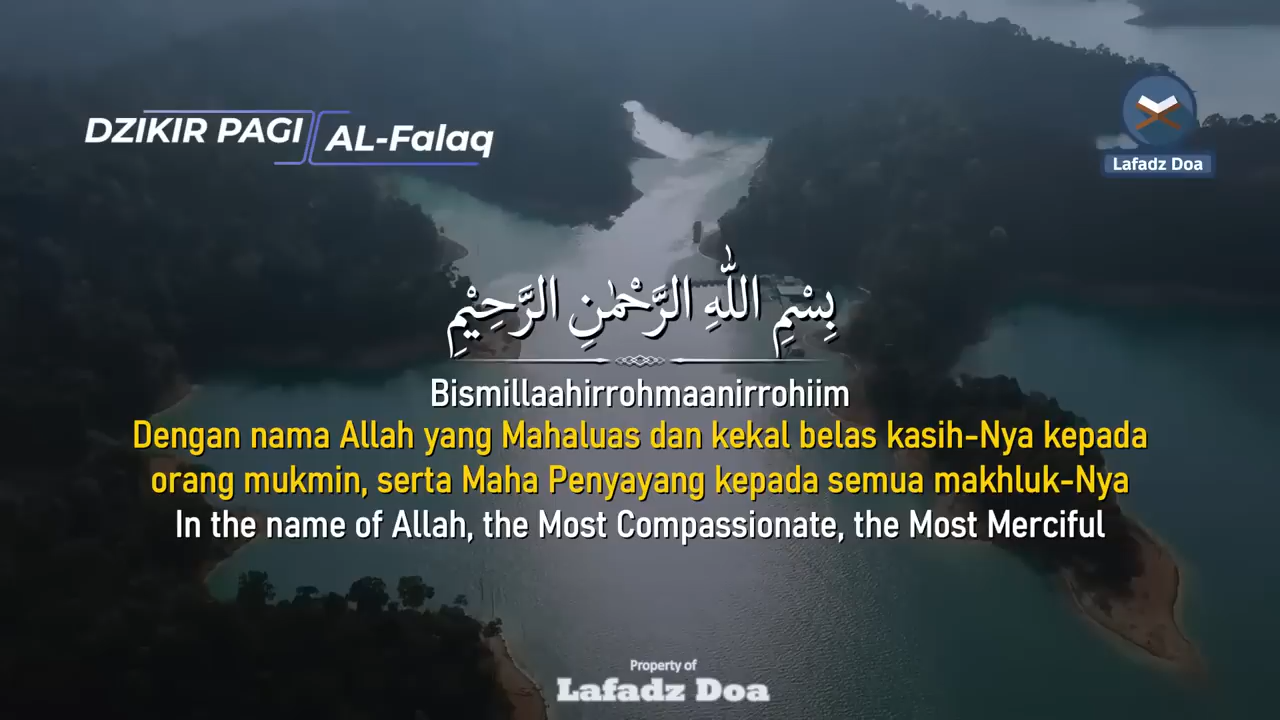 DZIKIR PAGI
AL-Falaq
Lafadz Doa
بِسْمِ اللّٰهِ الرَّحْمٰنِ الرَّحِيْمِ
Bismillaahirrohmaanirrohiim
Dengan nama Allah yang Mahaluas dan kekal belas kasih-Nya kepada
orang mukmin, serta Maha Penyayang kepada semua makhluk-Nya
In the name of Allah, the Most Compassionate, the Most Merciful
Property of
Lafadz Doa